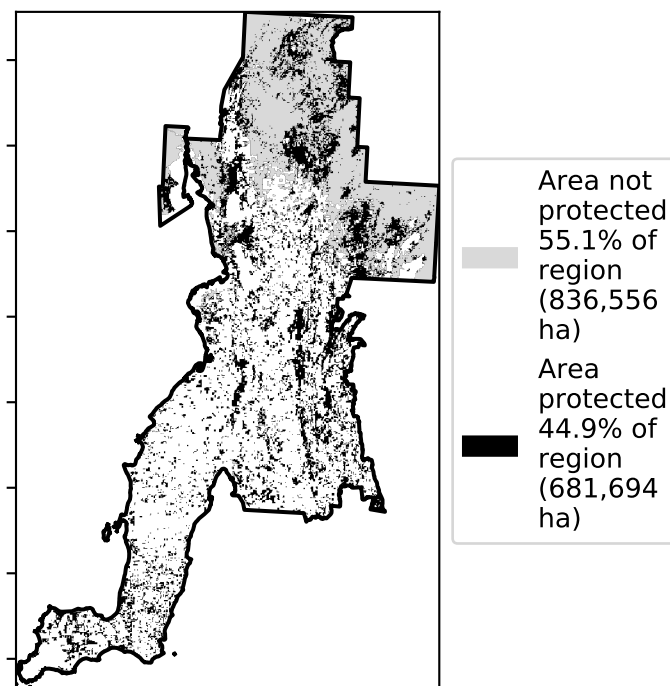 Area not
protected
55.1% of
region
(836,556
ha)
Area
protected
44.9% of
region
(681,694
ha)